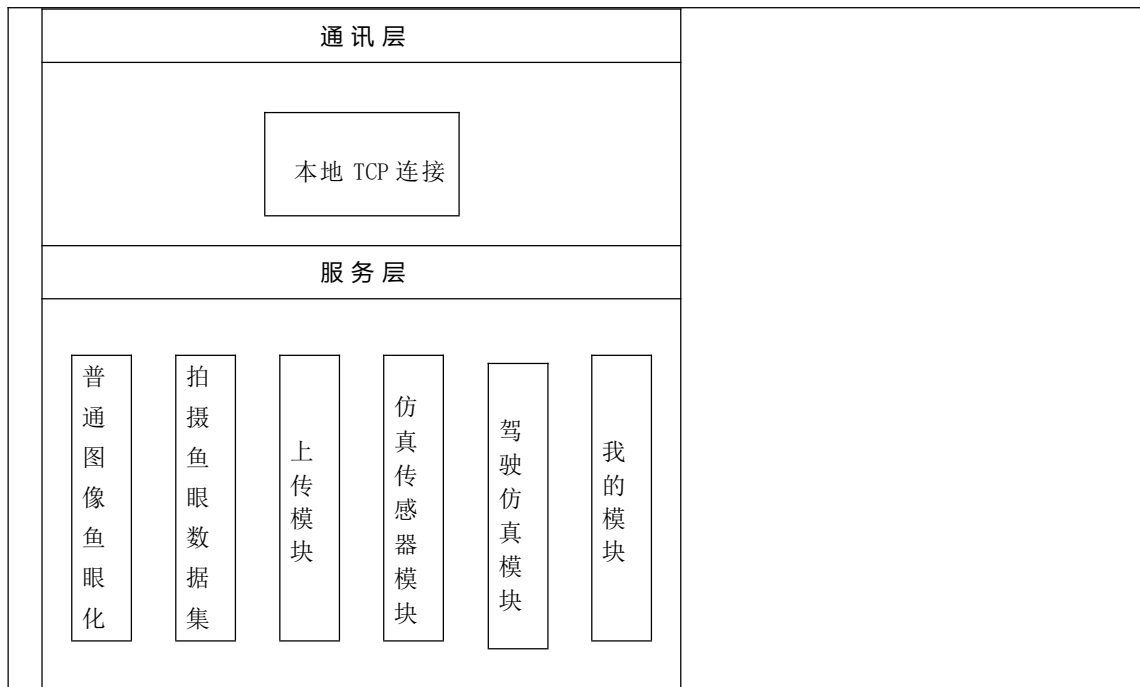 通讯层
本地 TCP 连接
服务层
普通图像鱼眼化
拍摄鱼眼数据集
上传模块
仿真传感器模块
驾驶仿真模块
我的模块